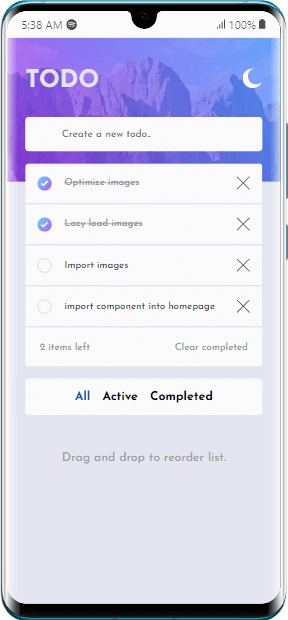 5:38 AM 100%
TODO
Create a new todo..
Optimize images
Lazy load images
Import images
import component into homepage
2 items left Clear completed
All Active Completed
Drag and drop to reorder list.